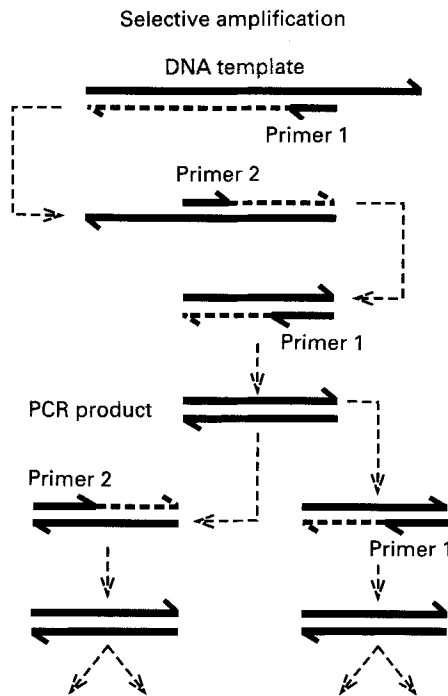 Selective amplification
DNA template
Primer 1
Primer 2
Primer 1
PCR product
Primer 2
Primer 1